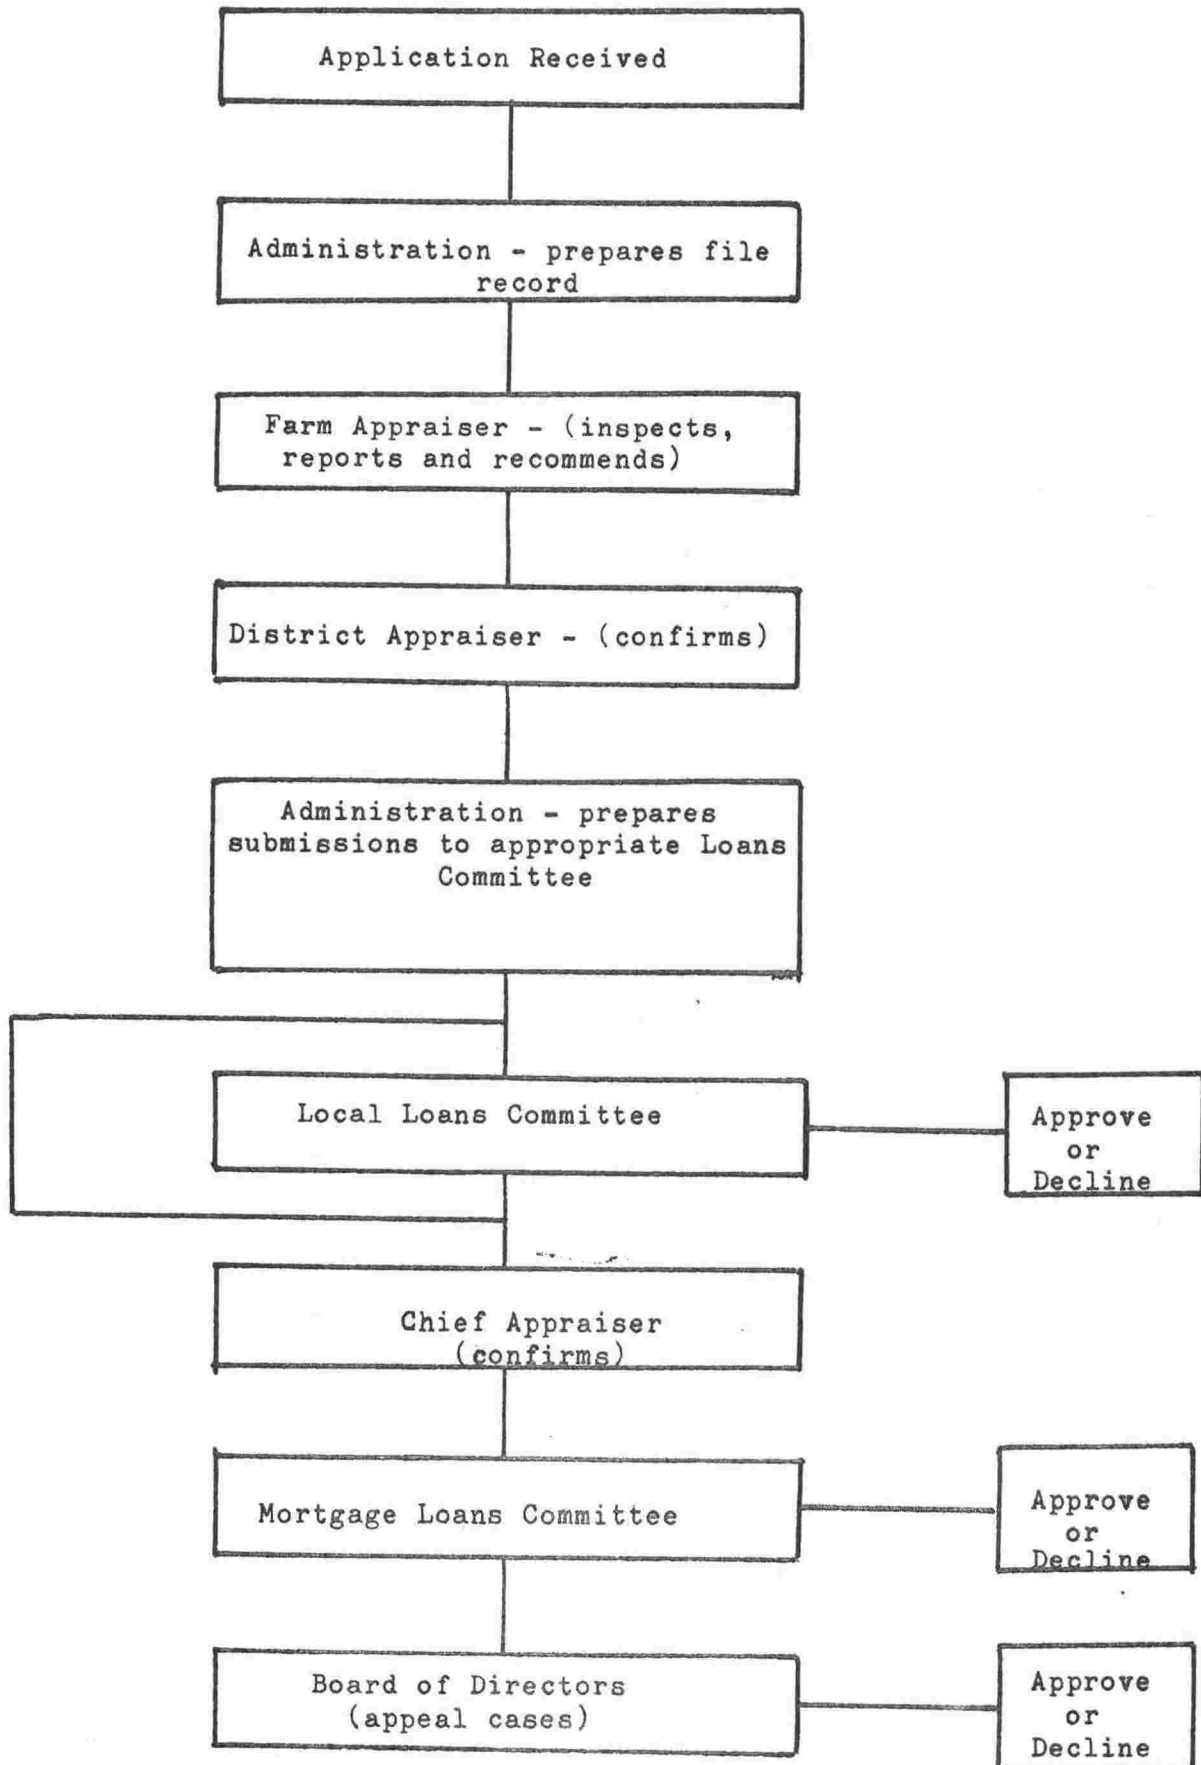 Application Received
Administration - prepares file
record
Farm Appraiser - (inspects,
reports and recommends)
District Appraiser - (confirms)
Administration - prepares
submissions to appropriate Loans
Committee
Local Loans Committee
Approve
or
Decline
Chief Appraiser
(confirms)
Mortgage Loans Committee
Approve
or
Decline
Board of Directors
(appeal cases)
Approve
or
Decline